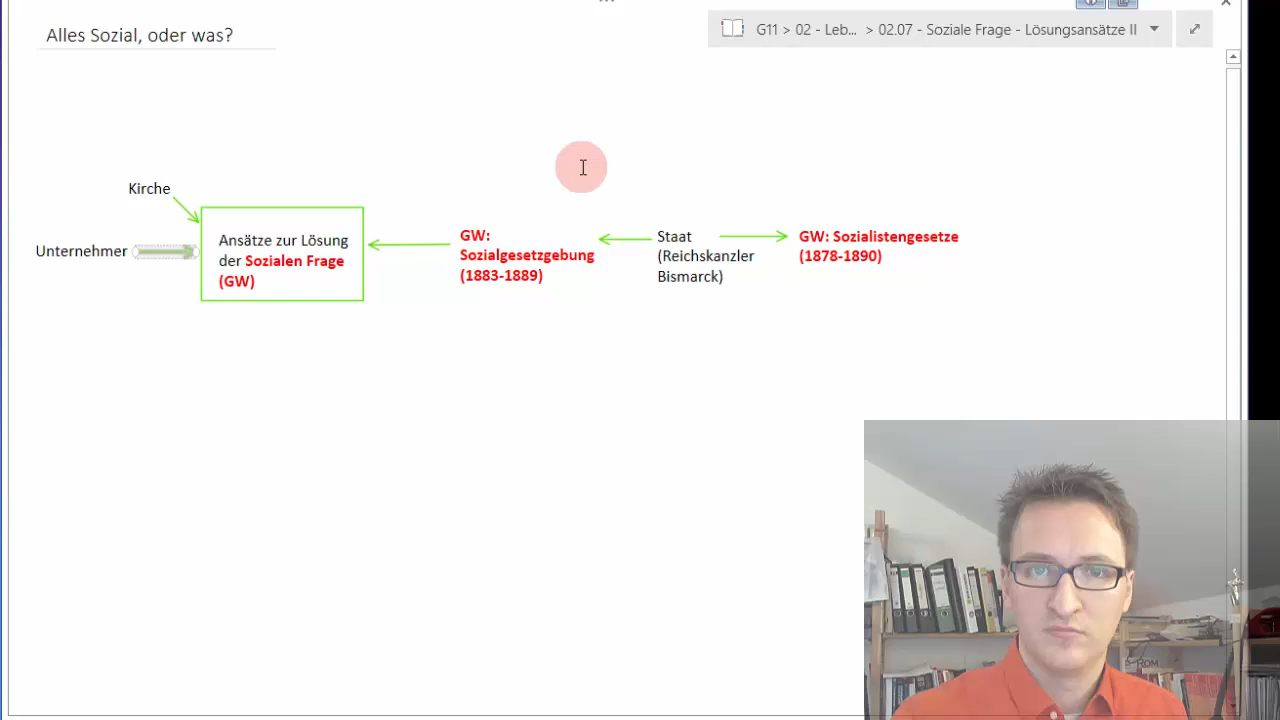 Alles Sozial, oder was?
G11 > 02 - Leb... > 02.07 - Soziale Frage - Lösungsansätze II
Kirche
Unternehmer
Ansätze zur Lösung
der Sozialen Frage
(GW)
GW:
Sozialgesetzgebung
(1883-1889)
Staat
(Reichskanzler
Bismarck)
GW: Sozialistengesetze
(1878-1890)
ROM